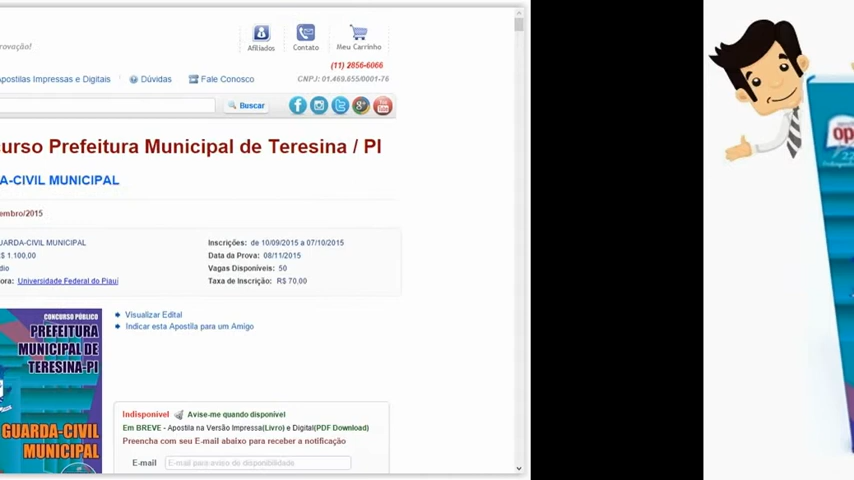 rovação!
Afiliados
Contato
Meu Carrinho
(11) 2856-6066
CNPJ: 01.469.655/0001-76
Apostilas Impressas e Digitais
Dúvidas
Fale Conosco
Buscar
urso Prefeitura Municipal de Teresina / PI
A-CIVIL MUNICIPAL
embro/2015
UARDA-CIVIL MUNICIPAL
$ 1.100,00
dio
ora: Universidade Federal do Piauí
Inscrições: de 10/09/2015 a 07/10/2015
Data da Prova: 08/11/2015
Vagas Disponíveis: 50
Taxa de Inscrição: R$ 70,00
CONCURSO PÚBLICO
PREFEITURA
MUNICIPAL DE
TERESINA-PI
GUARDA-CIVIL
MUNICIPAL
Visualizar Edital
Indicar esta Apostila para um Amigo
Indisponível Avise-me quando disponível
Em BREVE - Apostila na Versão Impressa(Livro) e Digital(PDF Download)
Preencha com seu E-mail abaixo para receber a notificação
E-mail
E-mail para aviso de disponibilidade